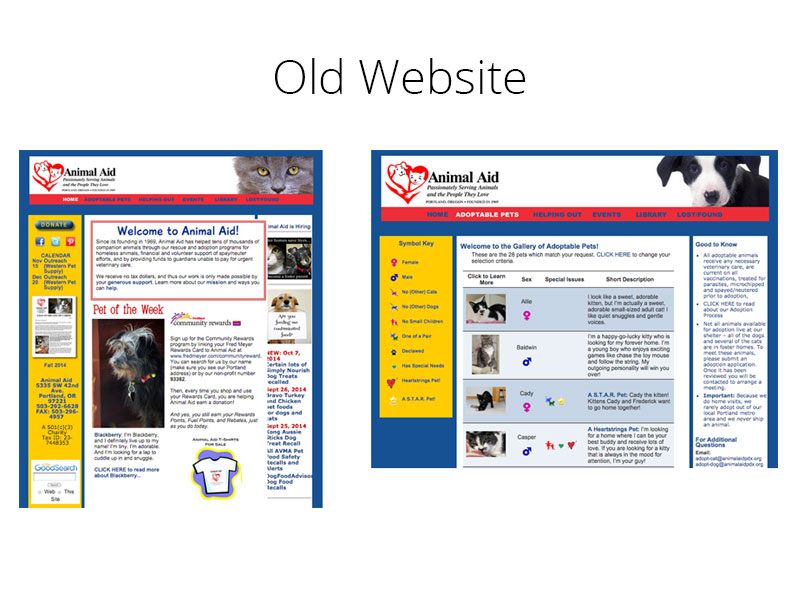 Old Website
Animal Aid
Passionately Serving Animals
and the People They Love
PORTLAND, OREGON • FOUNDED IN 1969
HOME ADOPTABLE PETS HELPING OUT EVENTS LIBRARY LOST/FOUND
DONATE
CALENDAR
Nov Outreach
15 (Western Pet
Supply)
Dec Outreach
20 (Western Pet
Supply)
Fall 2014
Animal Aid
5335 SW 42nd
Ave.
Portland, OR
97221
503-292-6628
FAX: 503-296-
4957
A 501(c)(3)
Charity
Tax ID: 23-
7448353
GoodSearch
Web This
Site
Welcome to Animal Aid!
Since its founding in 1969, Animal Aid has helped tens of thousands of
companion animals through our rescue and adoption programs for
homeless animals, financial and volunteer support of spay/neuter
efforts, and by providing funds to guardians unable to pay for urgent
veterinary care.
We receive no tax dollars, and thus our work is only made possible by
your generous support. Learn more about our mission and ways you
can help.
Pet of the Week
Blackberry: I'm Blackberry,
and I definitely live up to my
name! I'm tiny. I'm adorable.
And I'm looking for a lap to
cuddle up in and snuggle.
CLICK HERE to read more
about Blackberry...
community rewards
Sign up for the Community
Rewards program by
linking your Fred Meyer
Rewards Card to Animal Aid at
www.fredmeyer.com/communityreward.
You can search for us by our name
(make sure you see our Portland
address) or by our non-profit number
93382.
Then, every time you shop and
use your Rewards Card, you are helping
Animal Aid earn a donation!
And yes, you still earn your Rewards
Points, Fuel Points, and Rebates, just
as you do today.
ANIMAL AID T-SHIRTS
FOR SALE
Animal Aid is Hiring
Are you
feeding me
contaminated
food?
NEW: Oct 7,
2014
Certain lots of
Simply Nourish
Dog Treats
Recalled
Sept 26, 2014
Bravo Turkey
and Chicken
pet foods
for dogs and
cats
Sept 25, 2014
Kong Aussie
Sticks Dog
Treat Recall
All AVMA Pet
Food Safety
Recalls and
Alerts
DogFoodAdvisor
Dog Food
Recalls
Animal Aid
Passionately Serving Animals
and the People They Love
PORTLAND, OREGON • FOUNDED IN 1969
HOME ADOPTABLE PETS HELPING OUT EVENTS LIBRARY LOST/FOUND
Symbol Key
Female
Male
No (Other) Cats
No (Other) Dogs
No Small Children
One of a Pair
Declawed
Has Special Needs
Heartstrings Pet!
A S.T.A.R. Pet!
Welcome to the Gallery of Adoptable Pets!
These are the 28 pets which match your request. CLICK HERE to change your
selection criteria.
Click to Learn More Sex Special Issues Short Description
Allie
I look like a sweet, adorable
kitten, but I'm actually a sweet,
adorable small-sized adult cat! I
like quiet snuggles and gentle
voices.
Baldwin
I'm a happy-go-lucky kitty who is
looking for my forever home. I'm
a young boy who enjoys exciting
games like chase the toy mouse
and follow the string. My
outgoing personality will win you
over!
Cady
A S.T.A.R. Pet: Cady the kitten!
Kittens Cady and Frederick want
to go home together!
Casper
A Heartstrings Pet: I'm looking
for a home where I can be your
best buddy and receive lots of
love. If you are looking for a kitty
that is always in the mood for
attention, I'm your guy!
Good to Know
All adoptable animals
receive any necessary
veterinary care, are
current on all
vaccinations, treated for
parasites, microchipped
and spayed/neutered
prior to adoption.
CLICK HERE to read
about our Adoption
Process
Not all animals available
for adoption live at our
shelter – all of the dogs
and several of the cats
are in foster homes. To
meet these animals,
please submit an
adoption application.
Once it has been
reviewed you will be
contacted to arrange a
meeting.
Important: Because we
do home visits, we
rarely adopt out of our
local Portland metro
area and we never ship
an animal.
For Additional
Questions
Email:
adopt-cat@animalaidpdx.org
adopt-dog@animalaidpdx.org